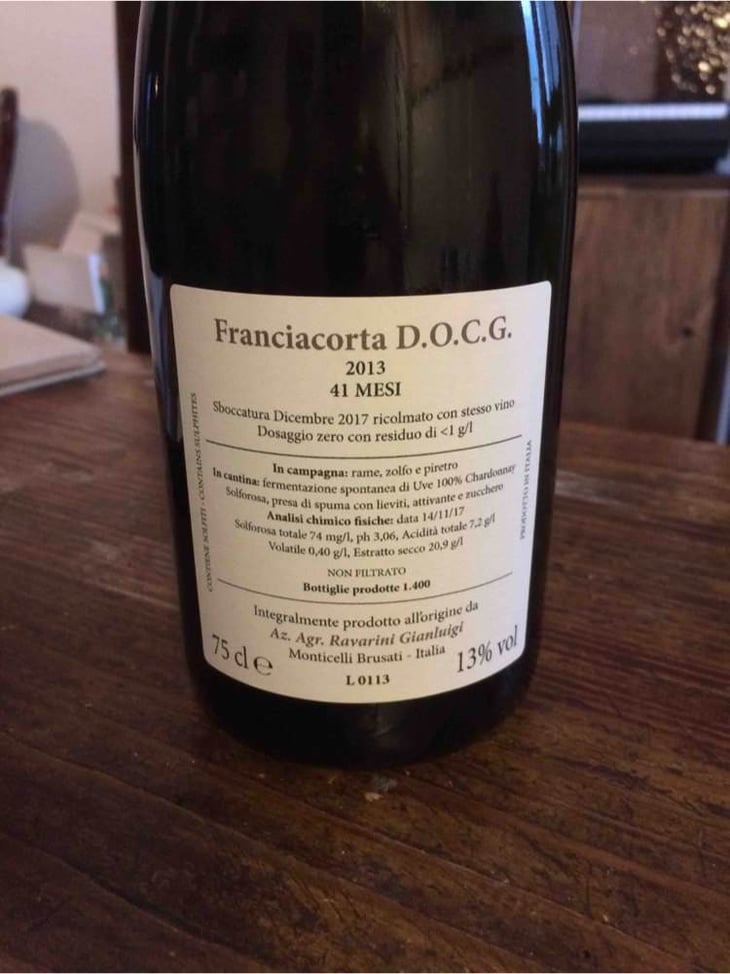 Franciacorta D.O.C.G.
2013
41 MESI
Sboccatura Dicembre 2017 ricolmato con stesso vino
Dosaggio zero con residuo di <1 g/l
In campagna: rame, zolfo e piretro
In cantina: fermentazione spontanea di Uve 100% Chardonnay
Solforosa, presa di spuma con lieviti, attivante e zucchero
Analisi chimico fisiche: data 14/11/17
Solforosa totale 74 mg/l, ph 3,06, Acidità totale 7,2 g/l
Volatile 0,40 g/l, Estratto secco 20,9 g/l
NON FILTRATO
Bottiglie prodotte 1.400
Integralmente prodotto all'origine da
Az. Agr. Ravarini Gianluigi
Monticelli Brusati - Italia
75 cl e
13% vol
L 0113
CONTIENE SOLFITI - CONTAINS SULPHITES
PRODOTTO IN ITALIA